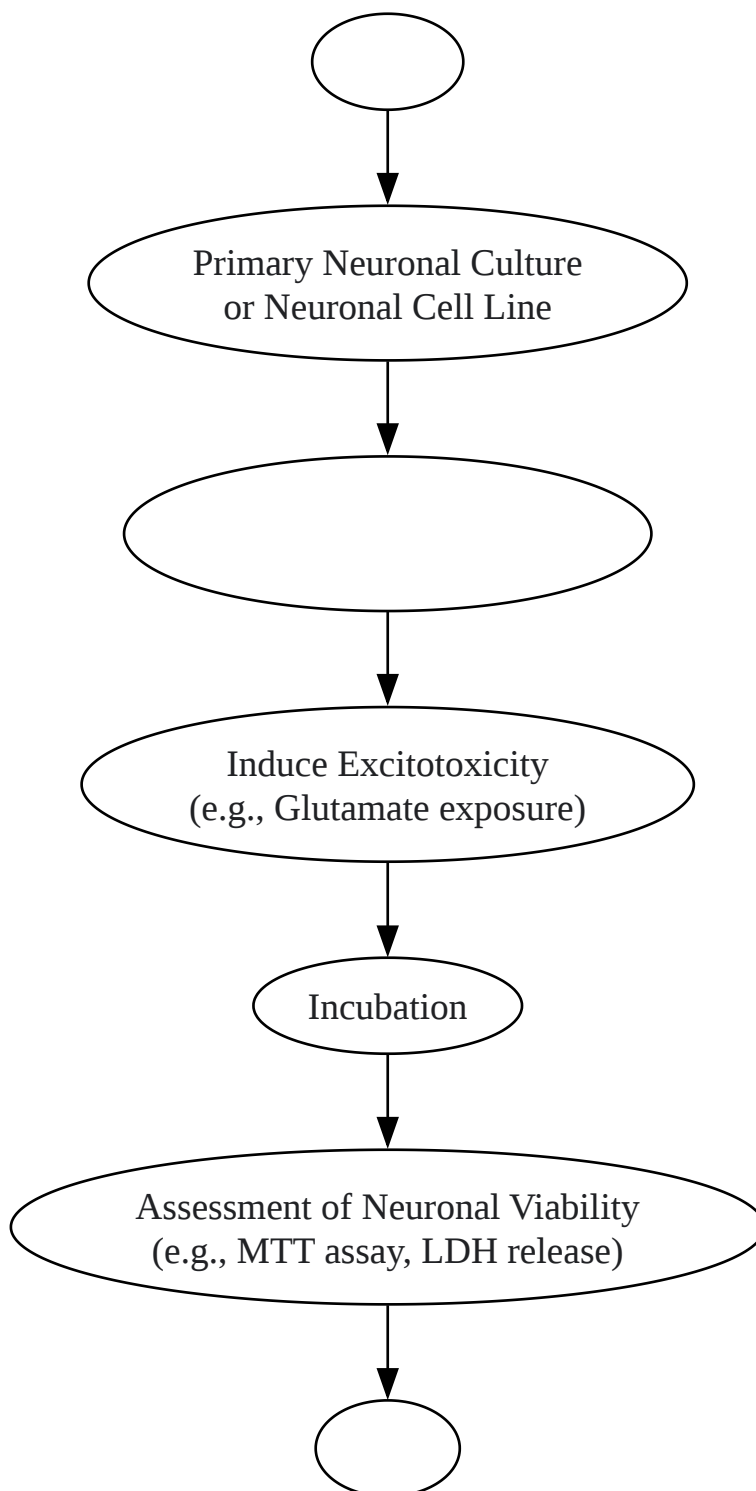 Primary Neuronal Culture
or Neuronal Cell Line
Induce Excitotoxicity
(e.g., Glutamate exposure)
Incubation
Assessment of Neuronal Viability
(e.g., MTT assay, LDH release)